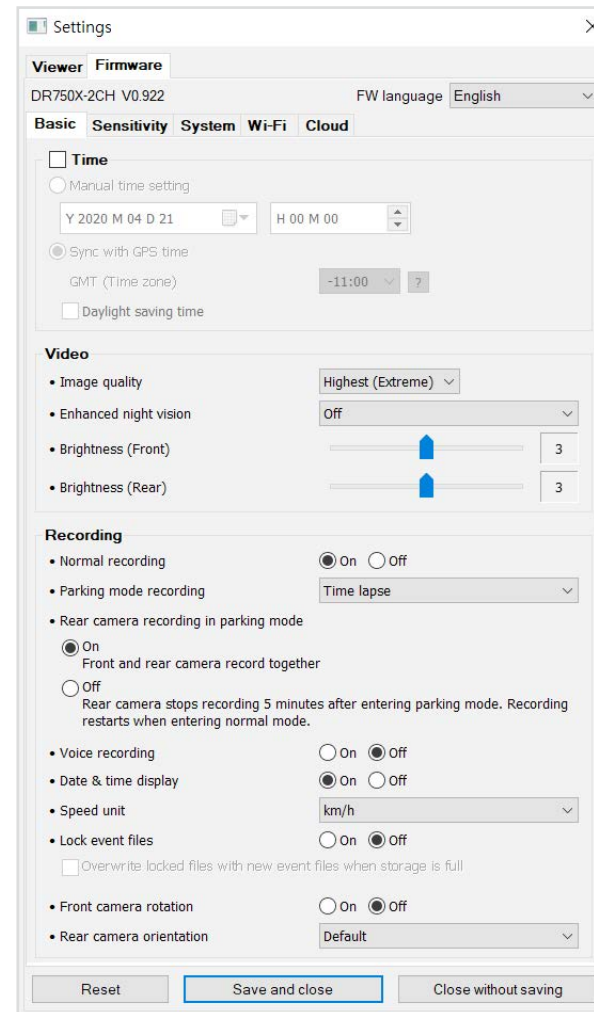 Settings
Viewer Firmware
DR750X-2CH V0.922 FW language English
Basic Sensitivity System Wi-Fi Cloud
Time
Manual time setting
Y 2020 M 04 D 21 H 00 M 00
Sync with GPS time
GMT (Time zone) -11:00 ?
Daylight saving time
Video
• Image quality Highest (Extreme)
• Enhanced night vision Off
• Brightness (Front) 3
• Brightness (Rear) 3
Recording
• Normal recording On Off
• Parking mode recording Time lapse
• Rear camera recording in parking mode
On
Front and rear camera record together
Off
Rear camera stops recording 5 minutes after entering parking mode. Recording
restarts when entering normal mode.
• Voice recording On Off
• Date & time display On Off
• Speed unit km/h
• Lock event files On Off
Overwrite locked files with new event files when storage is full
• Front camera rotation On Off
• Rear camera orientation Default
Reset Save and close Close without saving